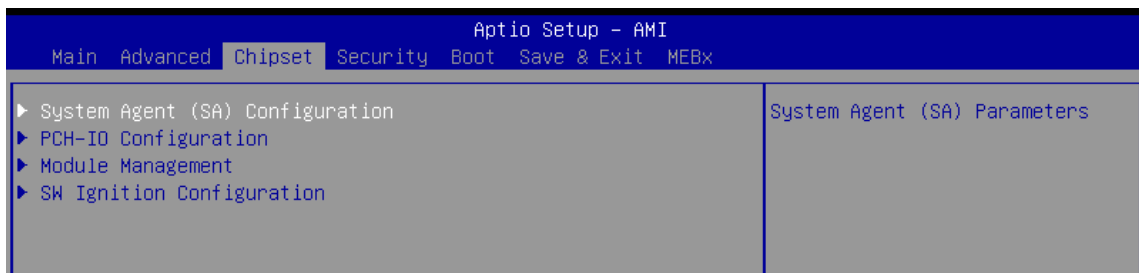 Aptio Setup – AMI
Main Advanced Chipset Security Boot Save & Exit MEBx
System Agent (SA) Configuration
System Agent (SA) Parameters
PCH-IO Configuration
Module Management
SW Ignition Configuration